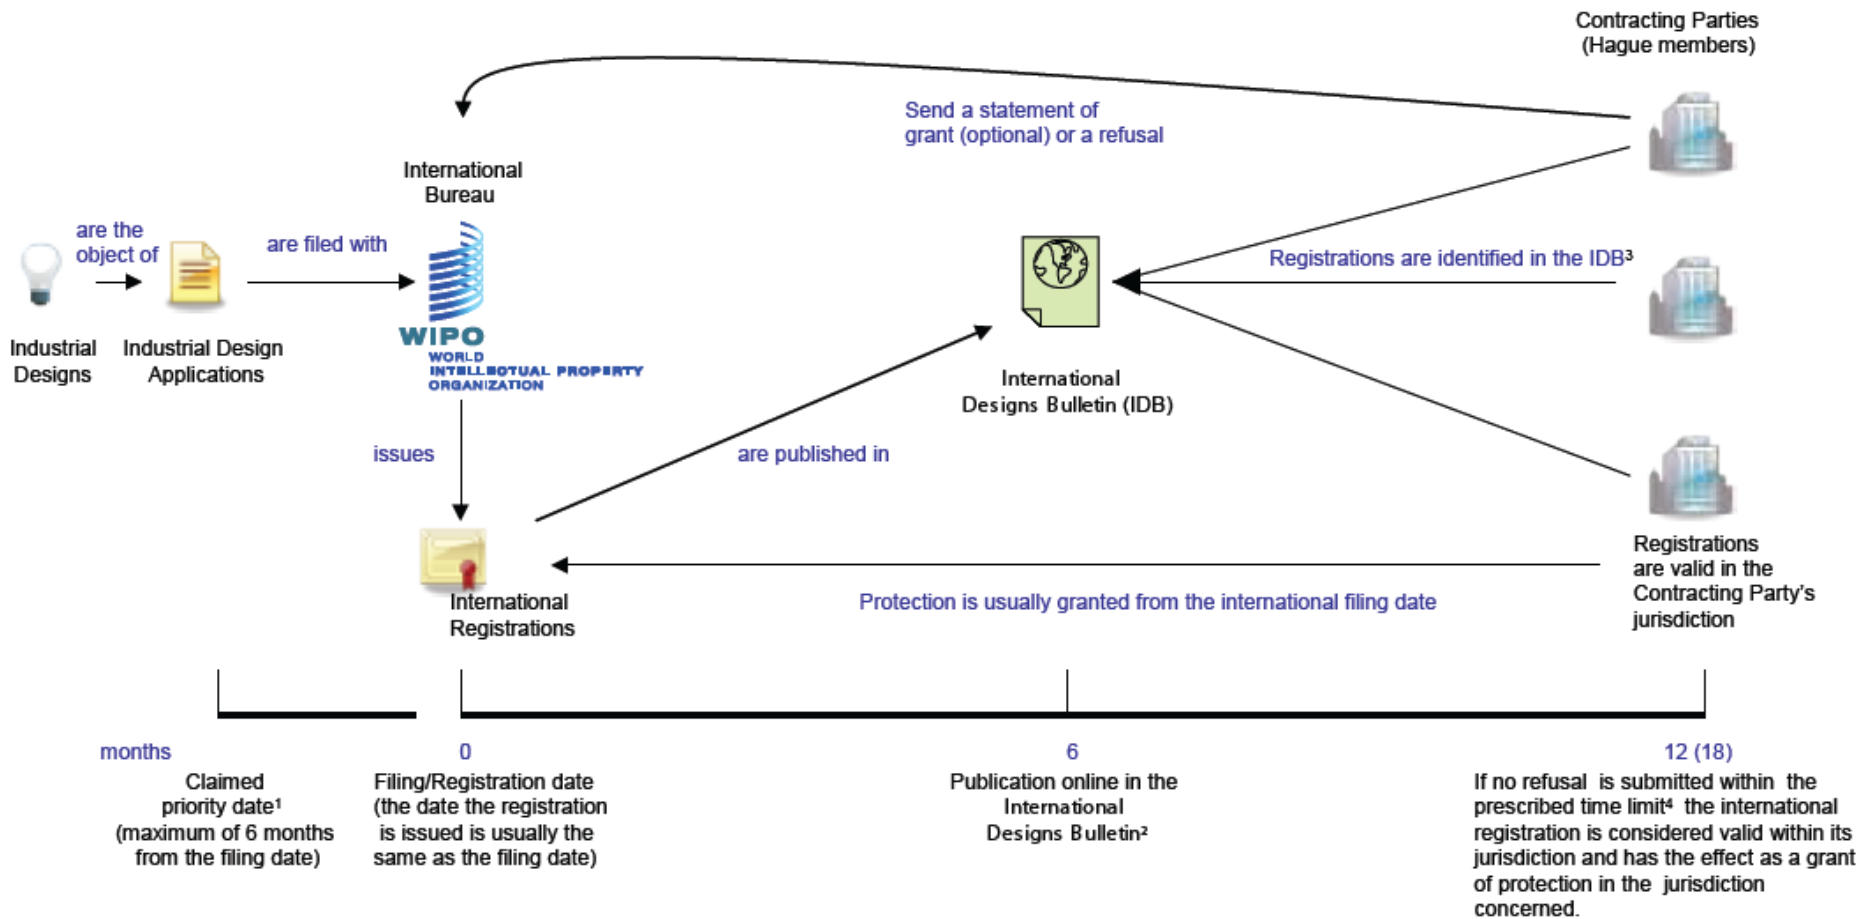 Contracting Parties
(Hague members)
Send a statement of
grant (optional) or a refusal
International
Bureau
are the
object of
are filed with
Registrations are identified in the IDB³
WIPO
WORLD
INTELLECTUAL PROPERTY
ORGANIZATION
Industrial
Designs
Industrial Design
Applications
International
Designs Bulletin (IDB)
issues
are published in
Registrations
are valid in the
Contracting Party's
jurisdiction
International
Registrations
Protection is usually granted from the international filing date
months
0
6
12 (18)
Claimed
priority date¹
(maximum of 6 months
from the filing date)
Filing/Registration date
(the date the registration
is issued is usually the
same as the filing date)
Publication online in the
International
Designs Bulletin²
If no refusal is submitted within the
prescribed time limit⁴ the international
registration is considered valid within its
jurisdiction and has the effect as a grant
of protection in the jurisdiction
concerned.